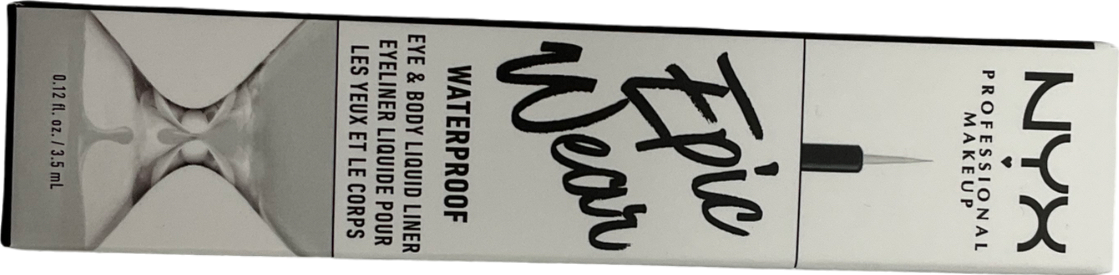 NYX
PROFESSIONAL
MAKEUP
Epic
Wear
WATERPROOF
EYE & BODY LIQUID LINER
EYELINER LIQUIDE POUR
LES YEUX ET LE CORPS
0.12 fl. oz. / 3.5 mL